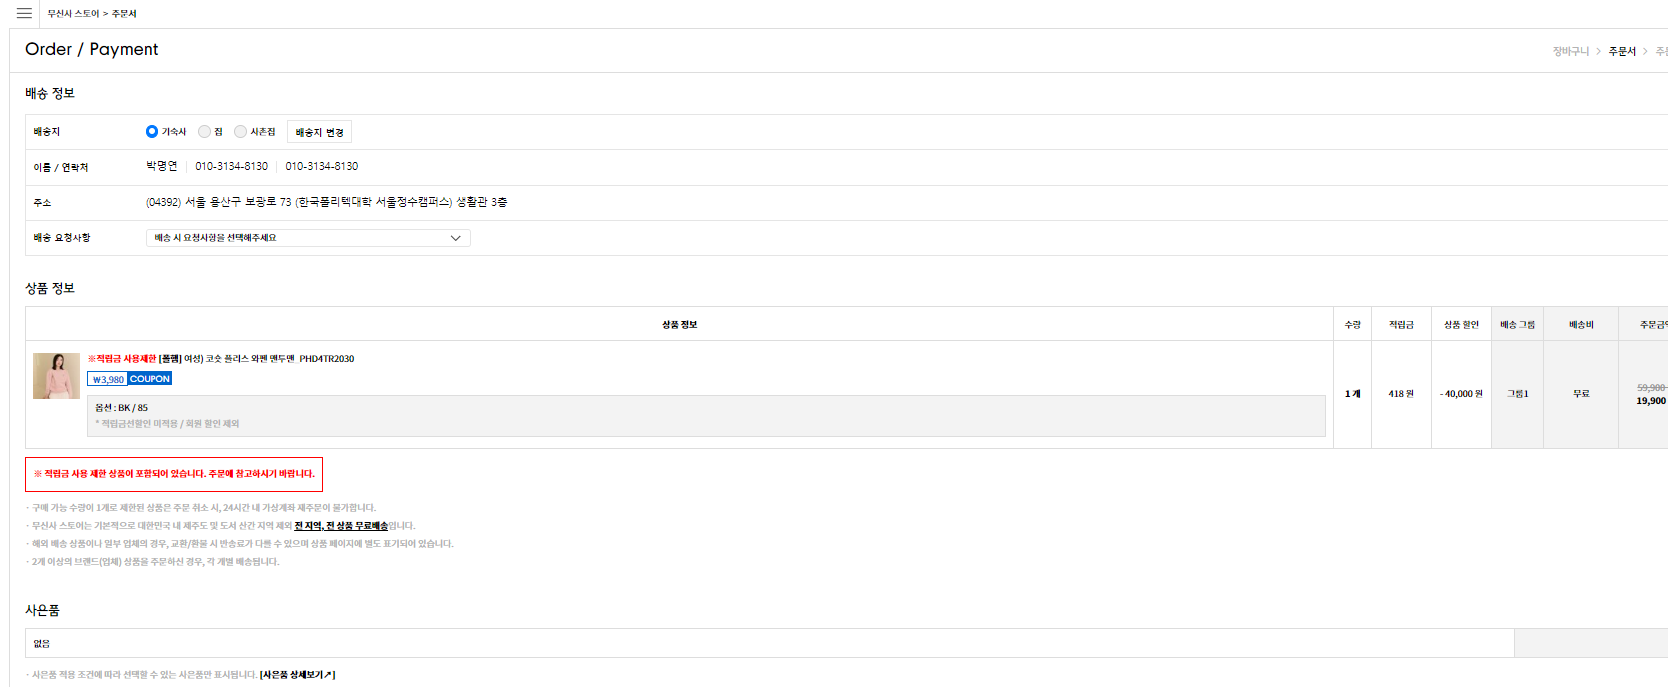 무신사 스토어 > 주문서
Order / Payment
장바구니 > 주문서 >
배송 정보
배송지 기숙사 집 사촌집 배송지 변경
이름 / 연락처 박명연 010-3134-8130 010-3134-8130
주소 (04392) 서울 용산구 보광로 73 (한국폴리텍대학 서울정수캠퍼스) 생활관 3층
배송 요청사항 배송 시 요청사항을 선택해주세요
상품 정보
상품 정보 수량 적립금 상품 할인 배송 그룹 배송비 주문금액
※적립금 사용제한 [폴햄] 여성) 코숏 플리스 와펜 맨투맨 PHD4TR2030
₩3,980 COUPON
옵션 : BK / 85
* 적립금선할인 미적용 / 회원 할인 제외
1 개 418 원 - 40,000 원 그룹1 무료 59,900 19,900
※ 적립금 사용 제한 상품이 포함되어 있습니다. 주문에 참고하시기 바랍니다.
- 구매 가능 수량이 1개로 제한된 상품은 주문 취소 시, 24시간 내 가상계좌 재주문이 불가합니다.
- 무신사 스토어는 기본적으로 대한민국 내 제주도 및 도서 산간 지역 제외 전 지역, 전 상품 무료배송입니다.
- 해외 배송 상품이나 일부 업체의 경우, 교환/환불 시 반송료가 다를 수 있으며 상품 페이지에 별도 표기되어 있습니다.
- 2개 이상의 브랜드(업체) 상품을 주문하신 경우, 각 개별 배송됩니다.
사은품
없음
- 사은품 적용 조건에 따라 선택할 수 있는 사은품만 표시됩니다. [사은품 상세보기↗]